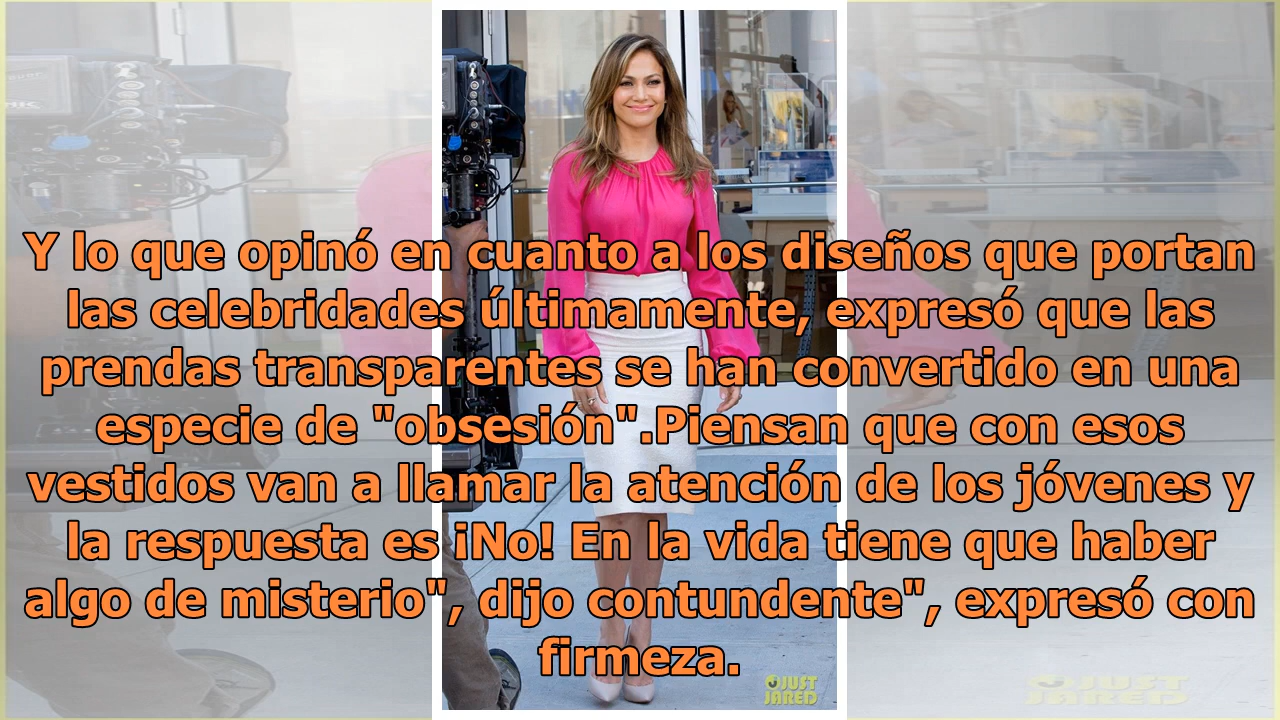 Y lo que opinó en cuanto a los diseños que portan
las celebridades últimamente, expresó que las
prendas transparentes se han convertido en una
especie de "obsesión".Piensan que con esos
vestidos van a llamar la atención de los jóvenes y
la respuesta es ¡No! En la vida tiene que haber
algo de misterio", dijo contundente", expresó con
firmeza.
JUST
JARED
JUST
JARED